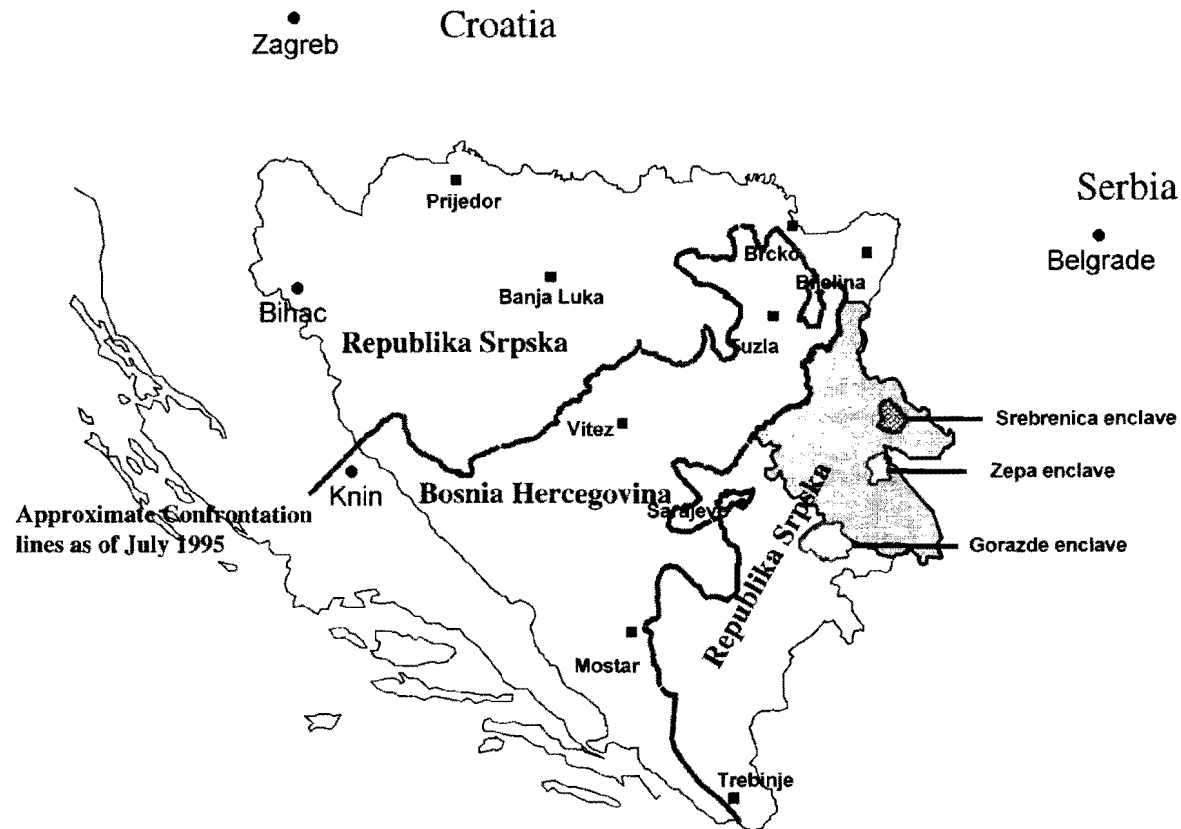 Croatia
Zagreb
Serbia
Belgrade
Prijedor
Brcko
Bijelina
Banja Luka
Bihac
Republika Srpska
Tuzla
Srebrenica enclave
Vitez
Zepa enclave
Knin
Bosnia Hercegovina
Sarajevo
Approximate Confrontation
lines as of July 1995
Gorazde enclave
Republika Srpska
Mostar
Trebinje